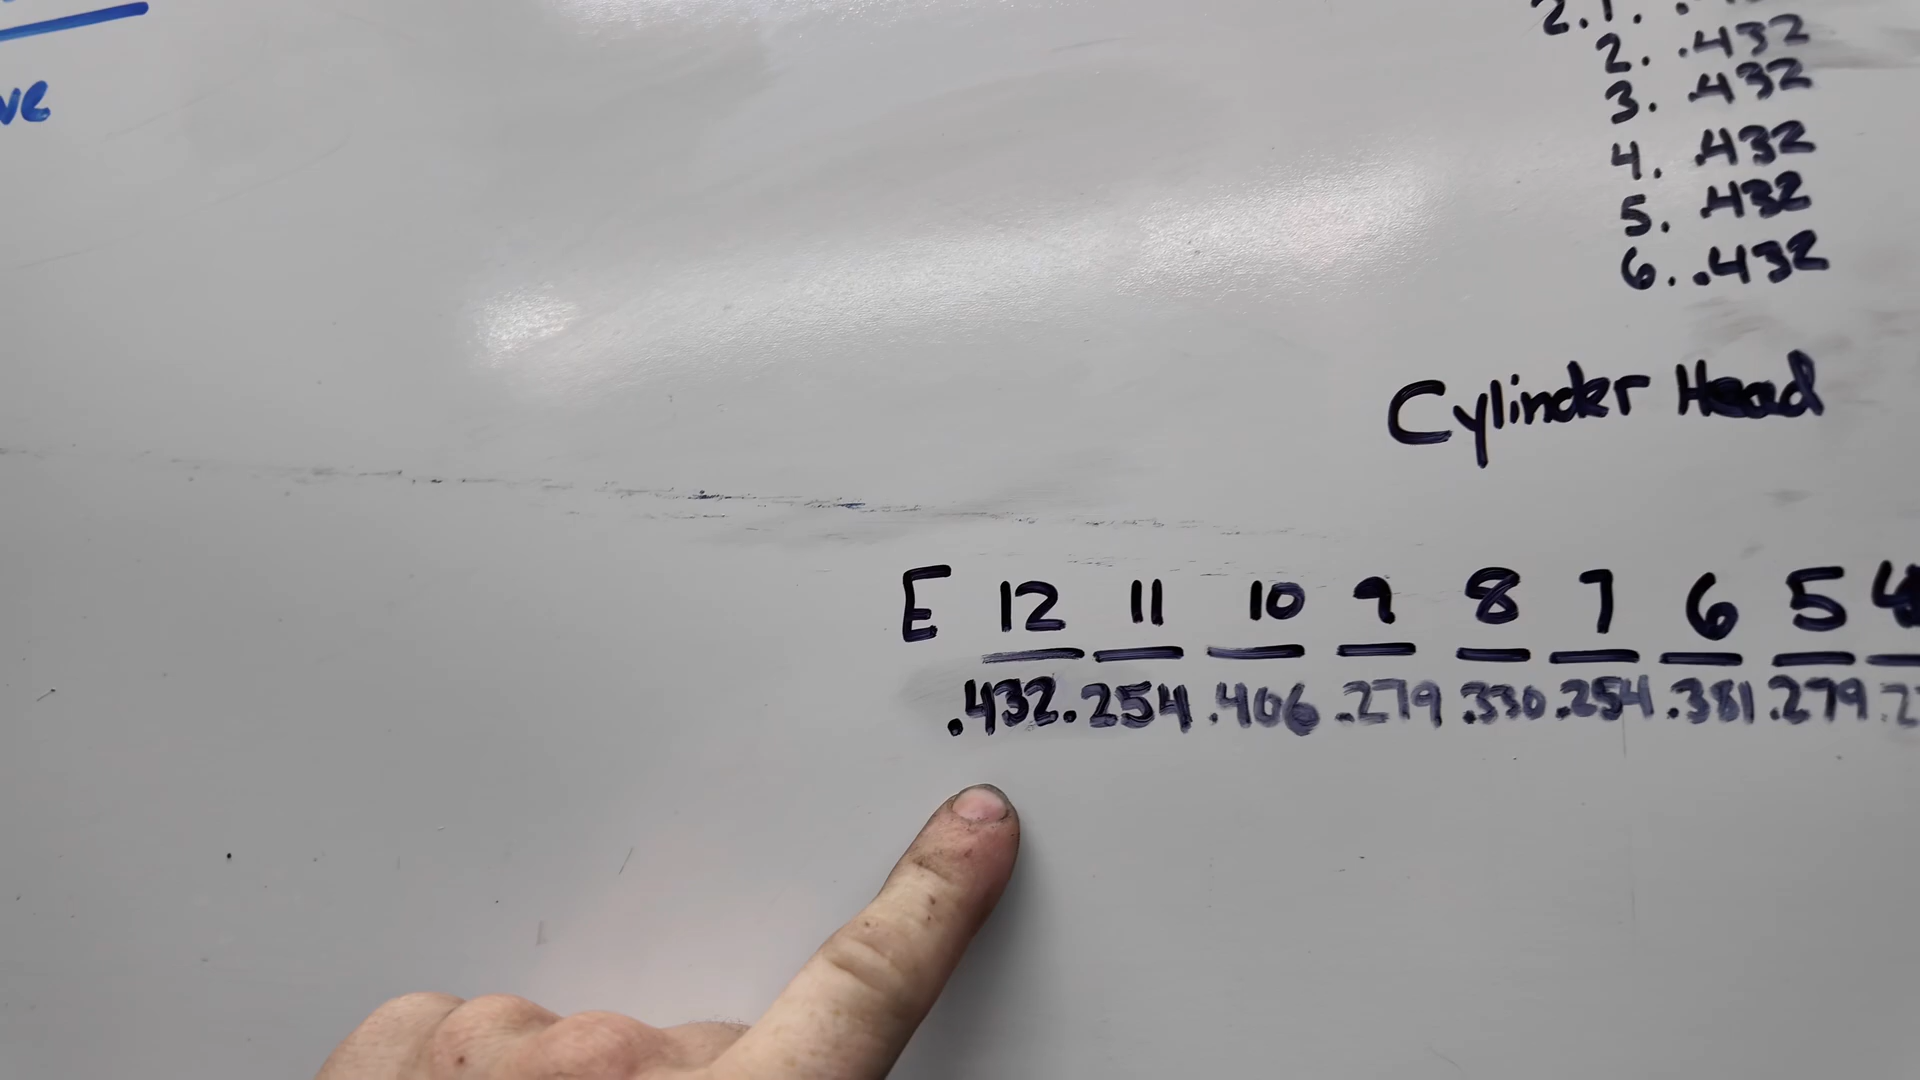 2. .432
3. .432
4. .432
5. .432
6. .432
Cylinder Head
E 12 11 10 9 8 7 6 5 4
.432 .254 .406 .279 .330 .254 .381 .279